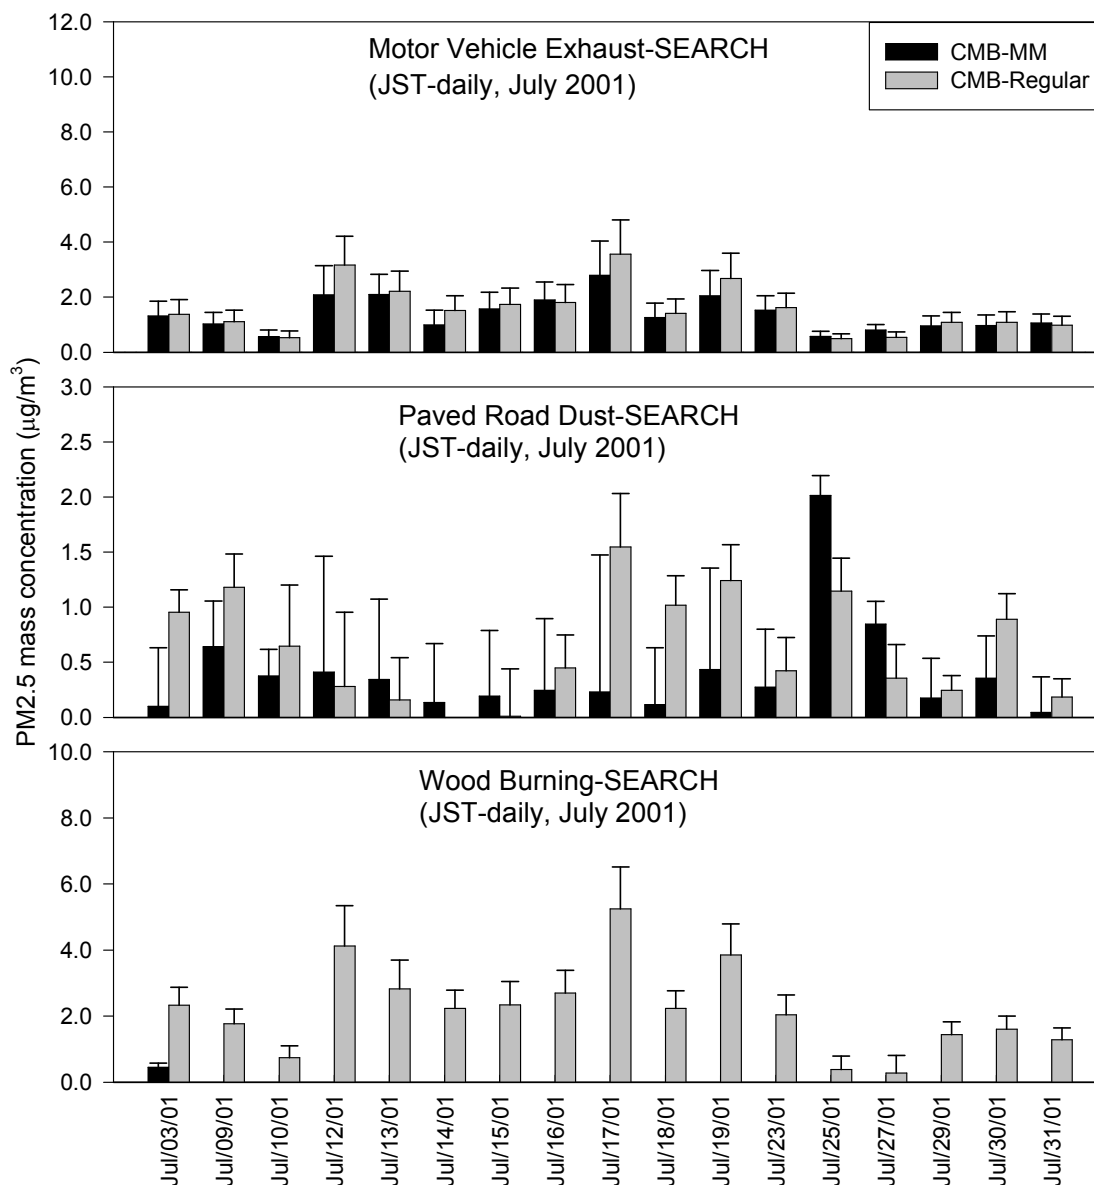 12.0
10.0
8.0
6.0
4.0
2.0
0.0
Motor Vehicle Exhaust-SEARCH
(JST-daily, July 2001)
CMB-MM
CMB-Regular
PM2.5 mass concentration (µg/m³)
3.0
2.5
2.0
1.5
1.0
0.5
0.0
Paved Road Dust-SEARCH
(JST-daily, July 2001)
10.0
8.0
6.0
4.0
2.0
0.0
Wood Burning-SEARCH
(JST-daily, July 2001)
Jul/03/01
Jul/09/01
Jul/10/01
Jul/12/01
Jul/13/01
Jul/14/01
Jul/15/01
Jul/16/01
Jul/17/01
Jul/18/01
Jul/19/01
Jul/23/01
Jul/25/01
Jul/27/01
Jul/29/01
Jul/30/01
Jul/31/01